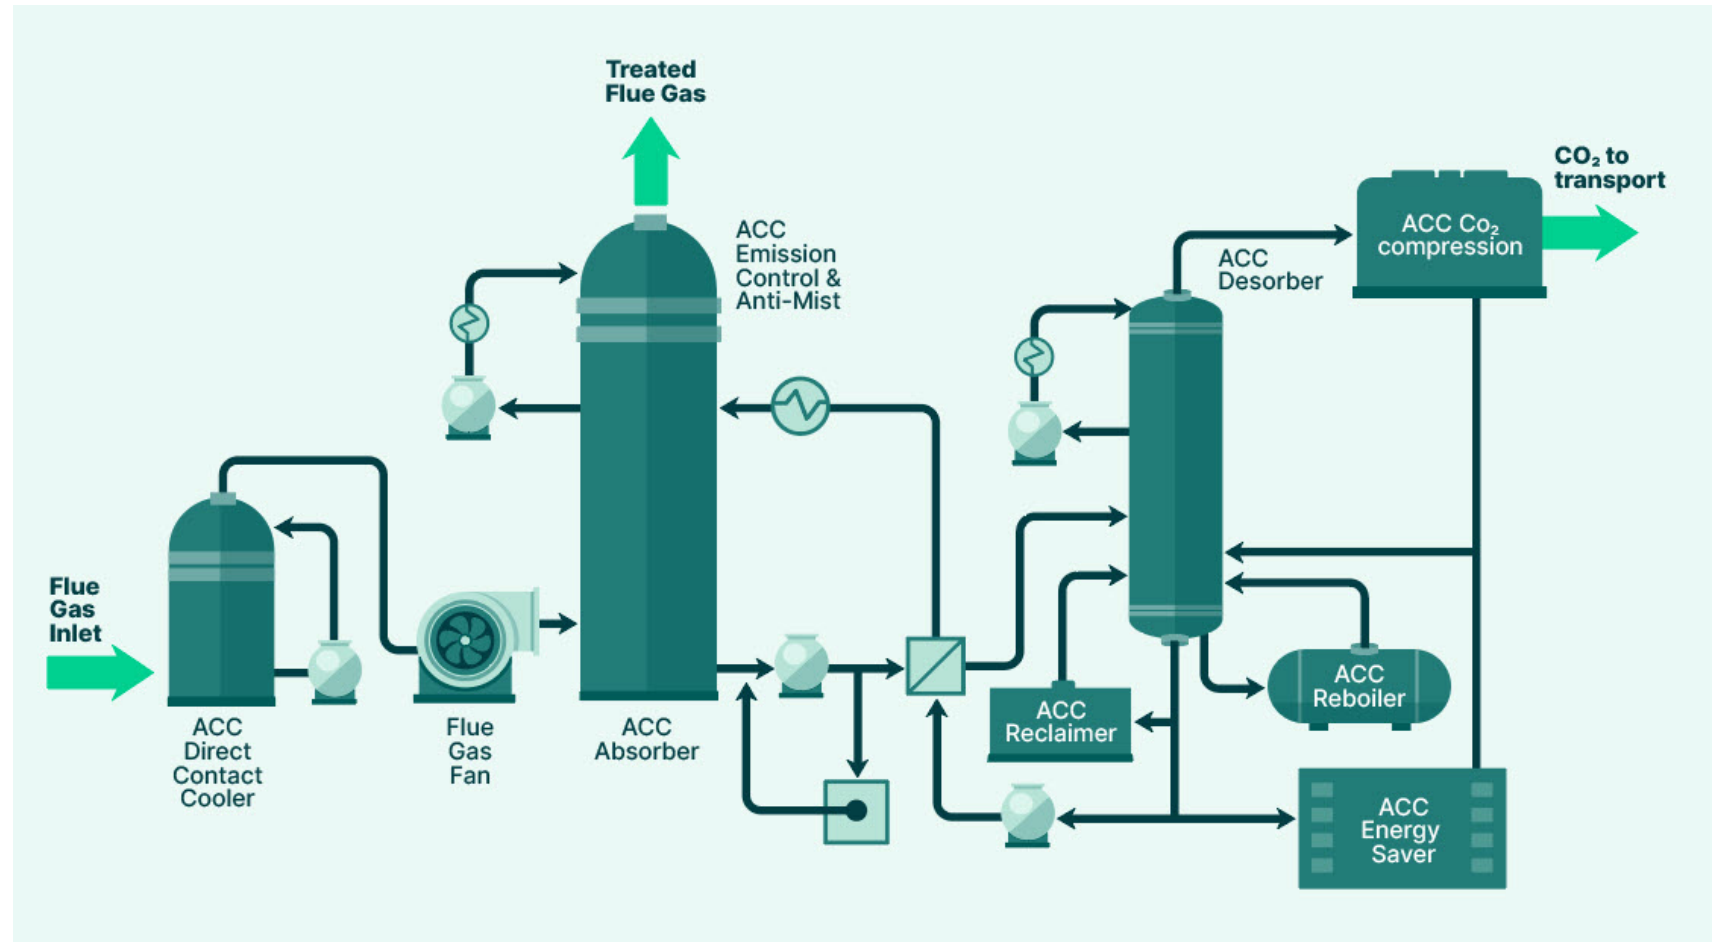 Treated
Flue Gas
ACC
Emission
Control &
Anti-Mist
CO₂ to
transport
ACC Co₂
compression
ACC
Desorber
Flue
Gas
Inlet
ACC
Direct
Contact
Cooler
Flue
Gas
Fan
ACC
Absorber
ACC
Reclaimer
ACC
Reboiler
ACC
Energy
Saver